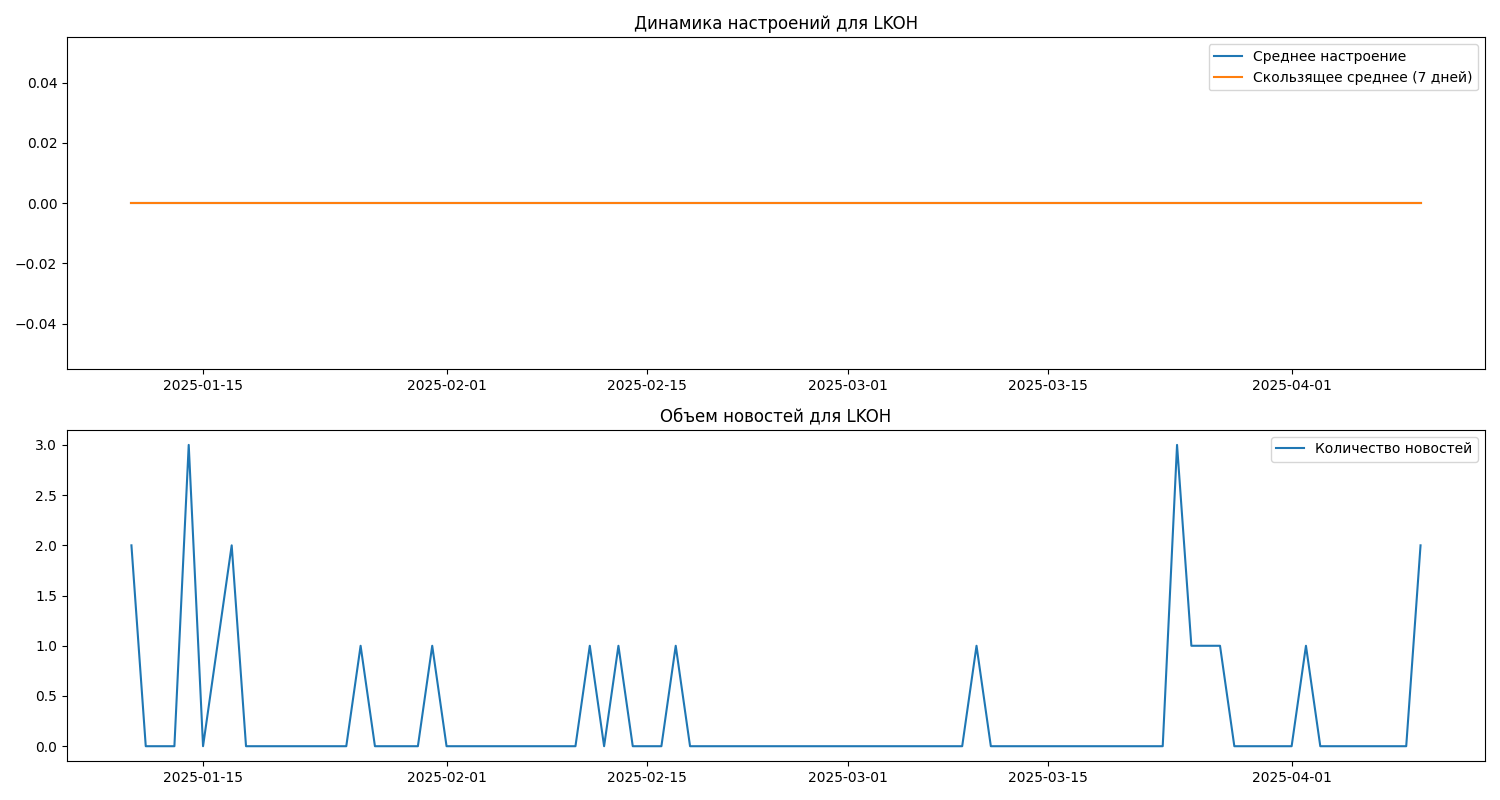 Динамика настроений для LKOH
Среднее настроение
Скользящее среднее (7 дней)
0.04
0.02
0.00
−0.02
−0.04
2025-01-15 2025-02-01 2025-02-15 2025-03-01 2025-03-15 2025-04-01
Объем новостей для LKOH
Количество новостей
3.0
2.5
2.0
1.5
1.0
0.5
0.0
2025-01-15 2025-02-01 2025-02-15 2025-03-01 2025-03-15 2025-04-01